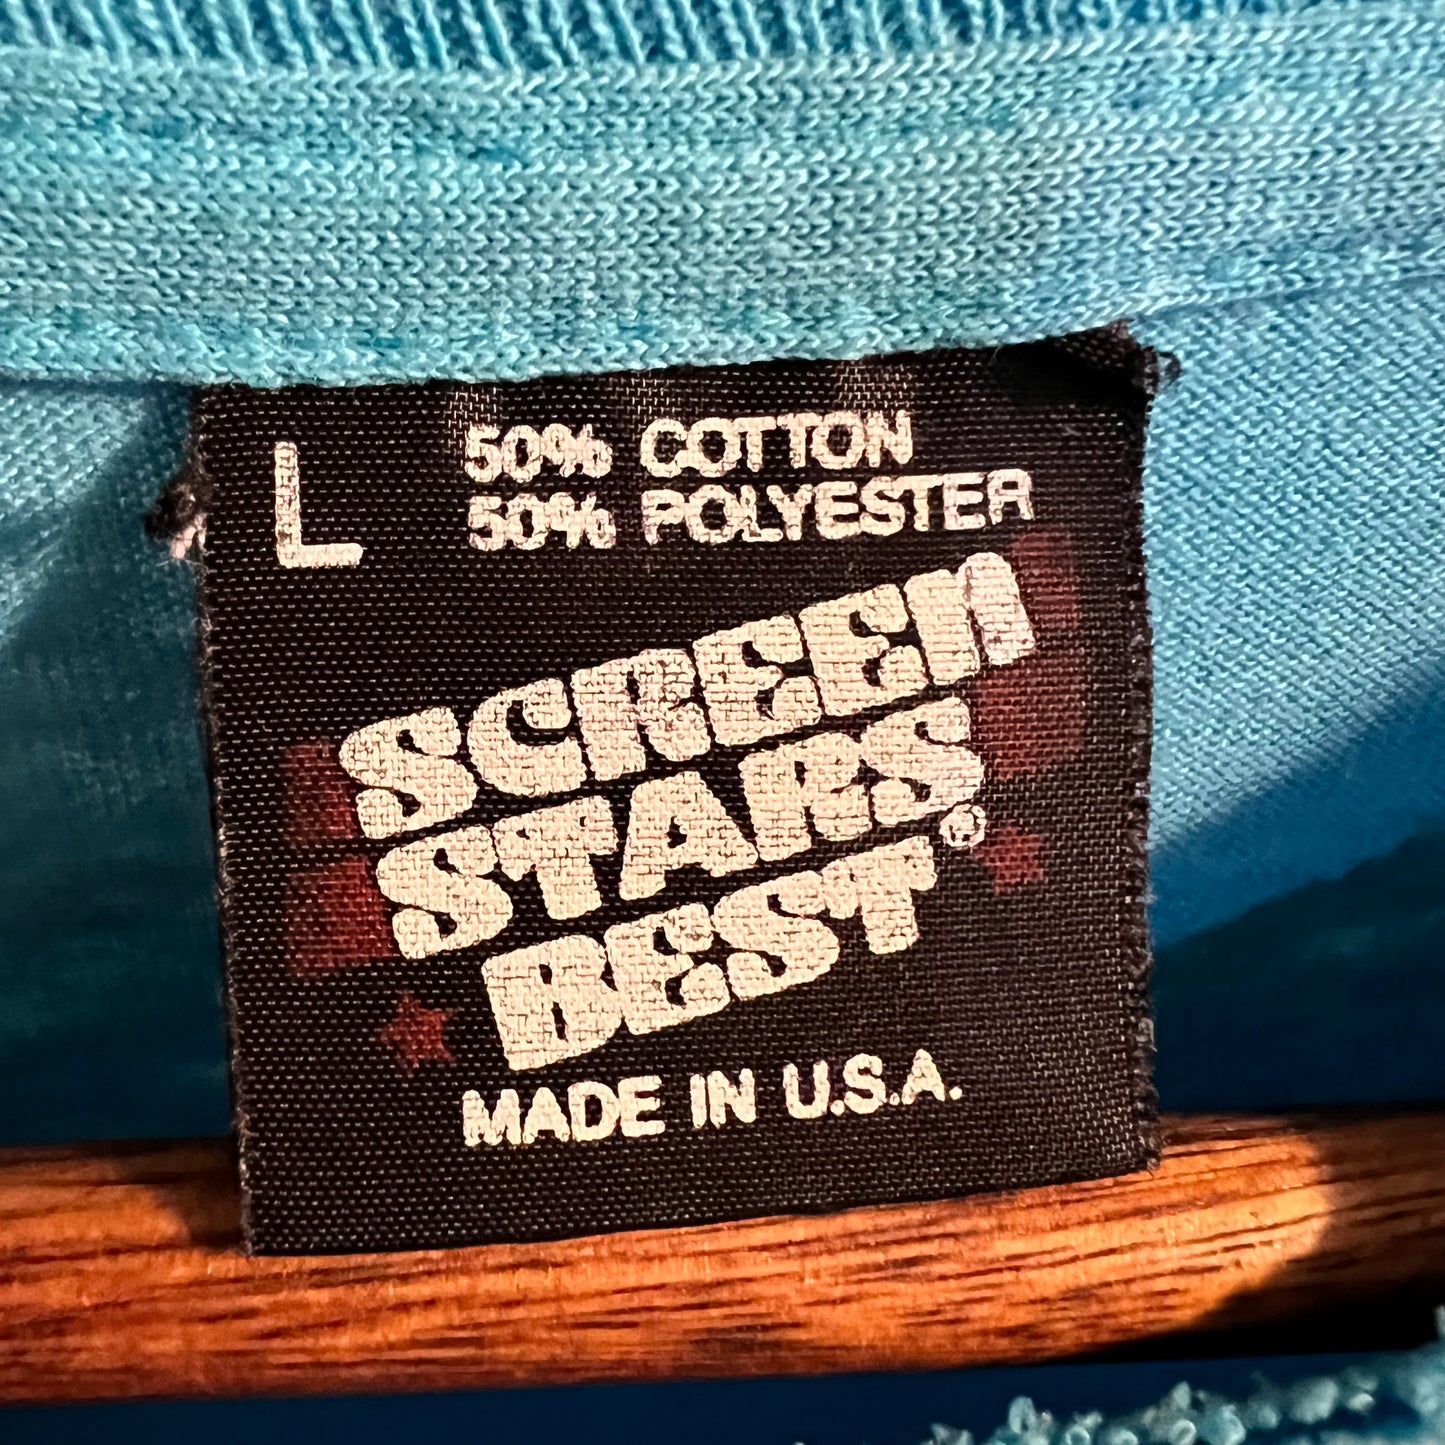 L
50% COTTON
50% POLYESTER
SCREEN
STARS
BEST®
MADE IN U.S.A.